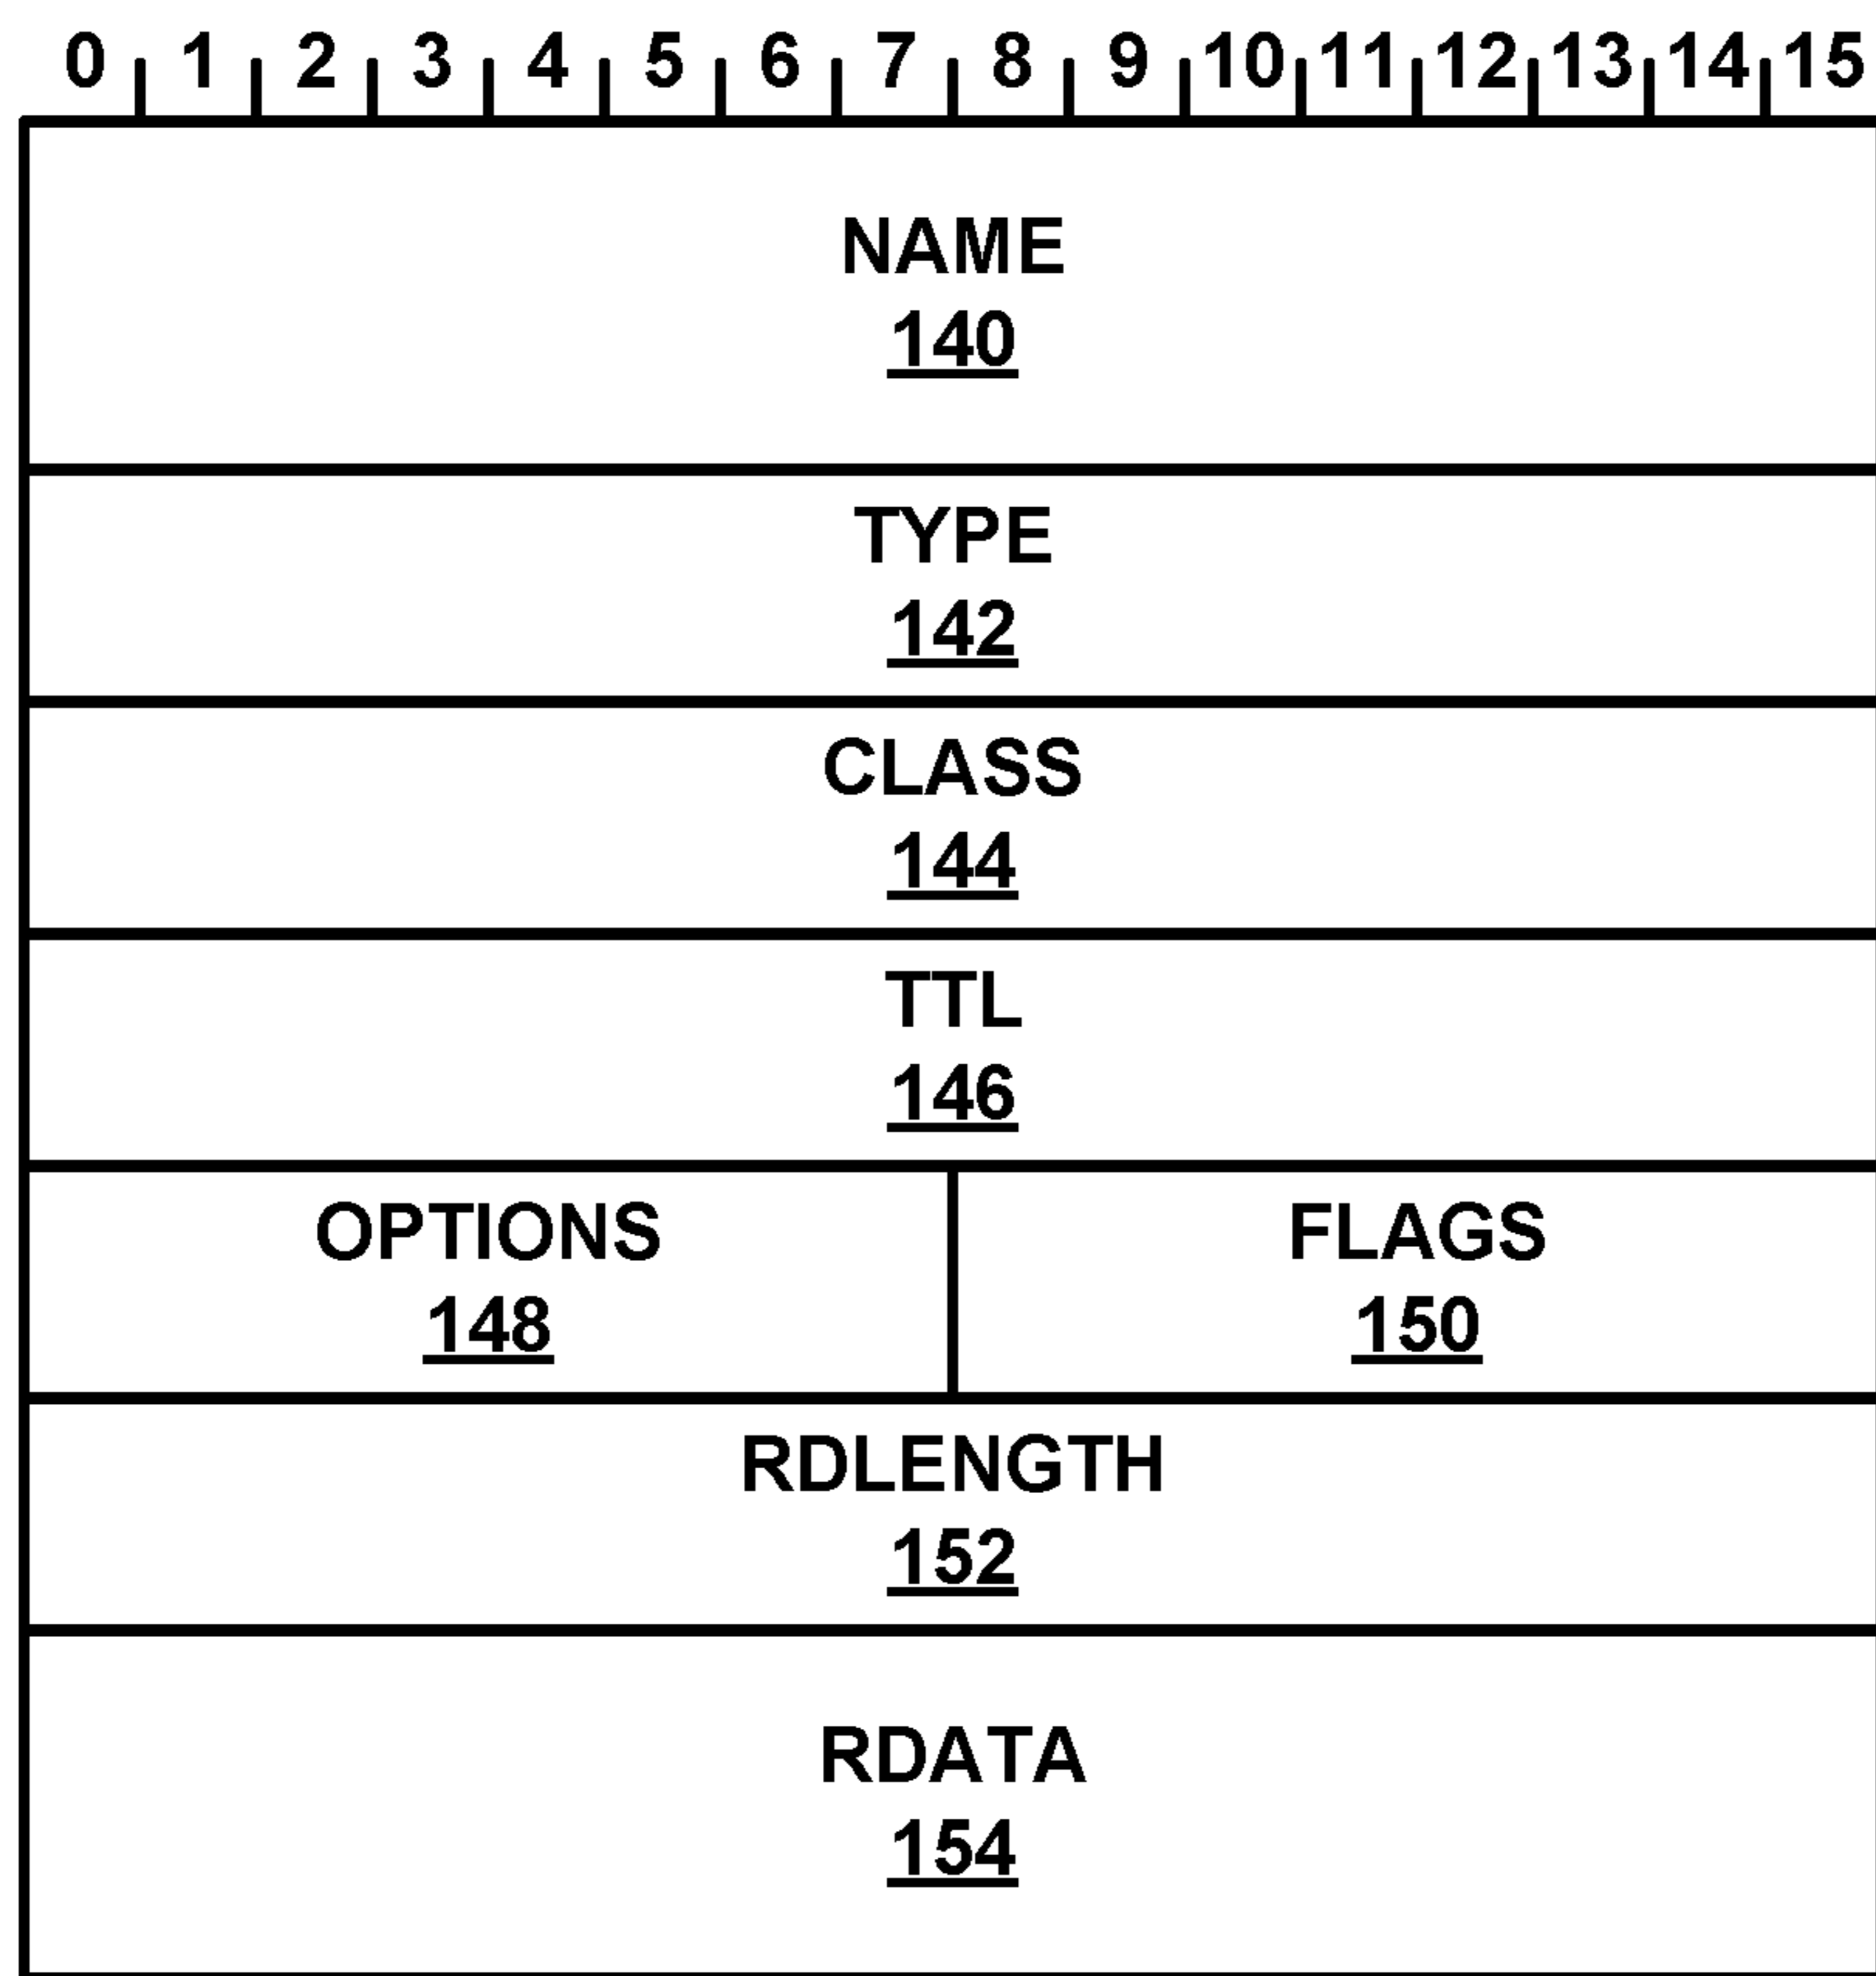 0 1 2 3 4 5 6 7 8 9 10 11 12 13 14 15
NAME
140
TYPE
142
CLASS
144
TTL
146
OPTIONS FLAGS
148 150
RDLENGTH
152
RDATA
154